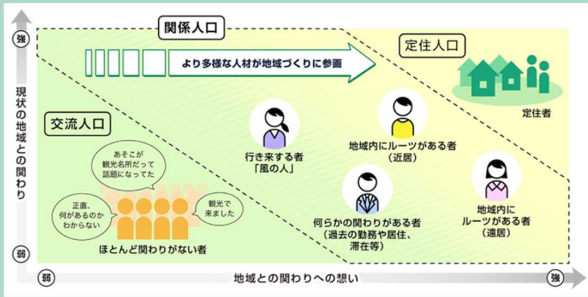 強
関係人口
定住人口
より多様な人材が地域づくりに参画
定住者
交流人口
あそこが
観光名所だって
話題になってた
正直、
何があるのか
わからない
観光で
来ました
ほとんど関わりがない者
行き来する者
「風の人」
地域内にルーツがある者
(近居)
何らかの関わりがある者
(過去の勤務や居住、
滞在等)
地域内に
ルーツがある者
(遠居)
現状の地域との関わり
弱
弱
地域との関わりへの想い
強